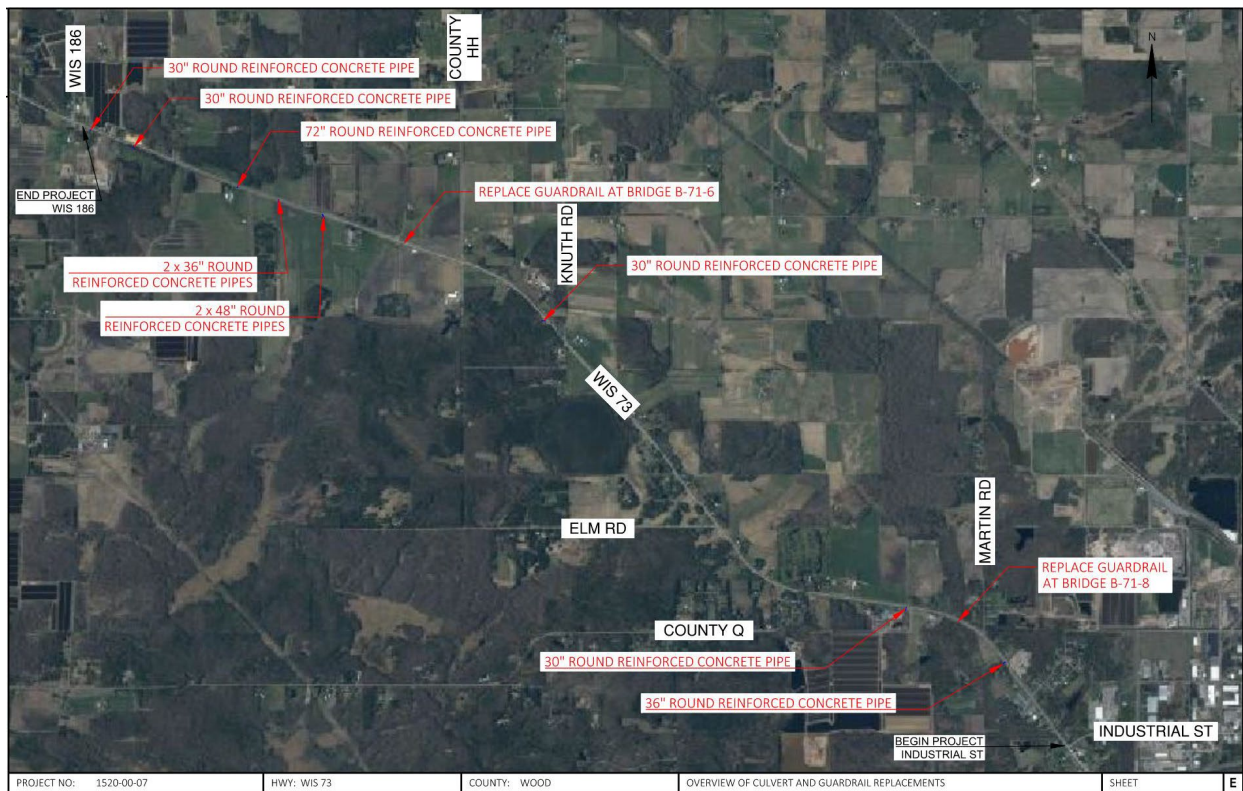 WIS 186
COUNTY
HH
N
30" ROUND REINFORCED CONCRETE PIPE
30" ROUND REINFORCED CONCRETE PIPE
72" ROUND REINFORCED CONCRETE PIPE
END PROJECT
WIS 186
REPLACE GUARDRAIL AT BRIDGE B-71-6
KNUTH RD
2 x 36" ROUND
REINFORCED CONCRETE PIPES
30" ROUND REINFORCED CONCRETE PIPE
2 x 48" ROUND
REINFORCED CONCRETE PIPES
WIS 73
MARTIN RD
ELM RD
REPLACE GUARDRAIL
AT BRIDGE B-71-8
COUNTY Q
30" ROUND REINFORCED CONCRETE PIPE
36" ROUND REINFORCED CONCRETE PIPE
INDUSTRIAL ST
BEGIN PROJECT
INDUSTRIAL ST
PROJECT NO: 1520-00-07 HWY: WIS 73 COUNTY: WOOD OVERVIEW OF CULVERT AND GUARDRAIL REPLACEMENTS SHEET E